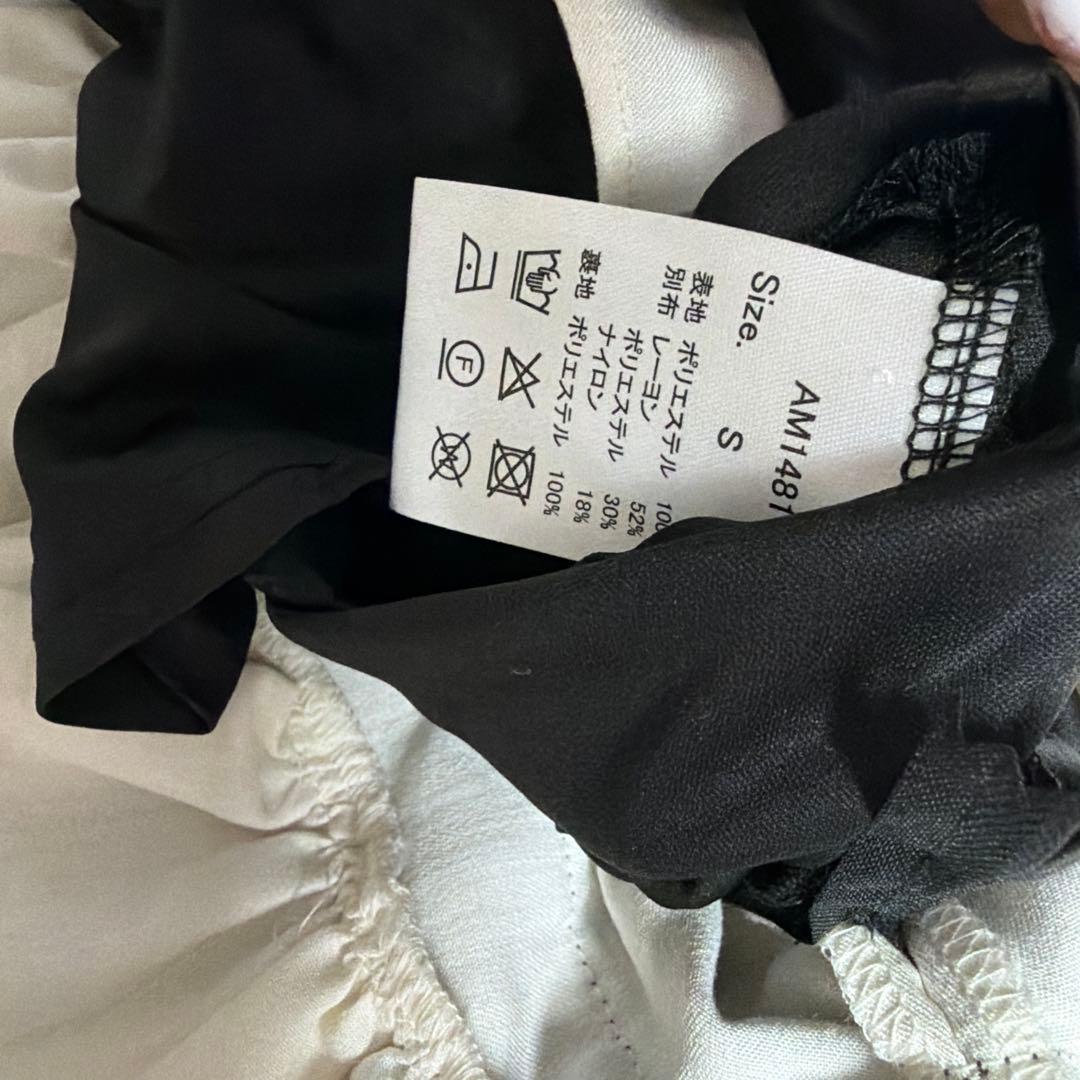 AM1481
Size. S
表地 ポリエステル 100
別布 レーヨン 52%
ポリエステル 30%
ナイロン 18%
裏地 ポリエステル 100%
F
W